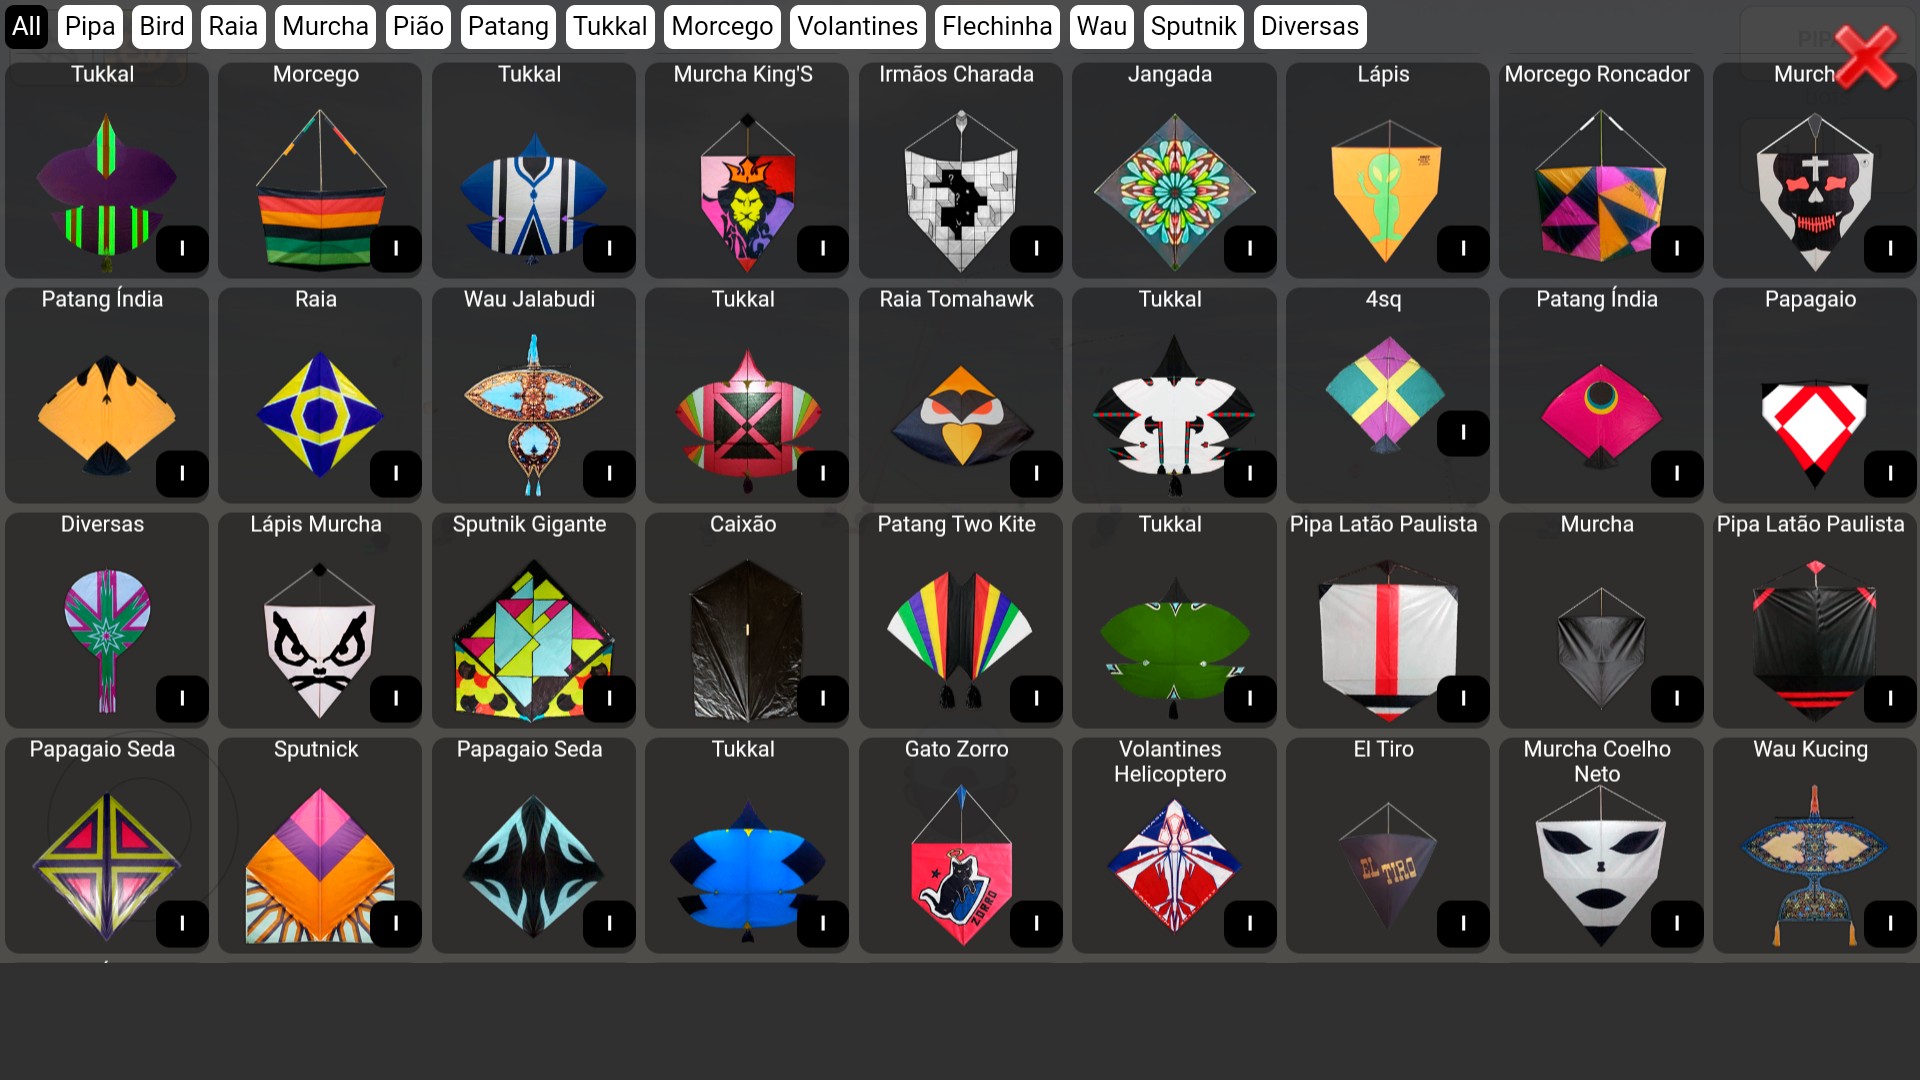 All Pipa Bird Raia Murcha Pião Patang Tukkal Morcego Volantines Flechinha Wau Sputnik Diversas
Tukkal Morcego Tukkal Murcha King'S Irmãos Charada Jangada Lápis Morcego Roncador
I I I I I I I I I
Patang Índia Raia Wau Jalabudi Tukkal Raia Tomahawk Tukkal 4sq Patang Índia Papagaio
I I I I I I I I I
Diversas Lápis Murcha Sputnik Gigante Caixão Patang Two Kite Tukkal Pipa Latão Paulista Murcha Pipa Latão Paulista
I I I I I I I I I
Papagaio Seda Sputnick Papagaio Seda Tukkal Gato Zorro Volantines Helicoptero El Tiro Murcha Coelho Neto Wau Kucing
ZORRO
EL TIRO
I I I I I I I I I